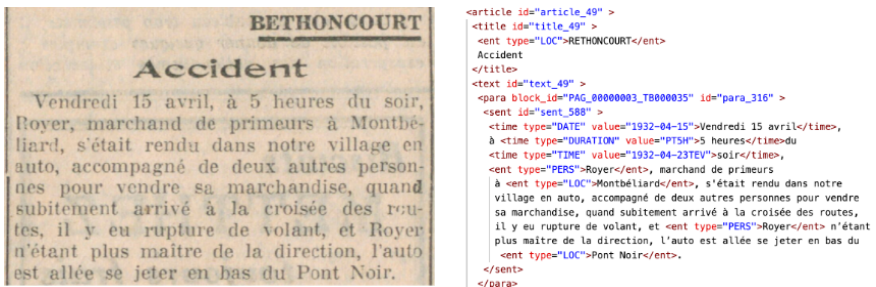 BETHONCOURT
Accident
Vendredi 15 avril, à 5 heures du soir,
Royer, marchand de primeurs à Montbé-
liard, s'était rendu dans notre village en
auto, accompagné de deux autres person-
nes pour vendre sa marchandise, quand
subitement arrivé à la croisée des rou-
tes, il y eu rupture de volant, et Royer
n'étant plus maître de la direction, l'auto
est allée se jeter en bas du Pont Noir.
<article id="article_49" >
<title id="title_49" >
<ent type="LOC">RETHONCOURT</ent>
Accident
</title>
<text id="text_49" >
<para block_id="PAG_00000003_TB000035" id="para_316" >
<sent id="sent_588" >
<time type="DATE" value="1932-04-15">Vendredi 15 avril</time>,
à <time type="DURATION" value="PT5H">5 heures</time>du
<time type="TIME" value="1932-04-23TEV">soir</time>,
<ent type="PERS">Royer</ent>, marchand de primeurs
à <ent type="LOC">Montbéliard</ent>, s'était rendu dans notre
village en auto, accompagné de deux autres personnes pour vendre
sa marchandise, quand subitement arrivé à la croisée des routes,
il y eu rupture de volant, et <ent type="PERS">Royer</ent> n'étant
plus maître de la direction, l'auto est allée se jeter en bas du
<ent type="LOC">Pont Noir</ent>.
</sent>
</para>